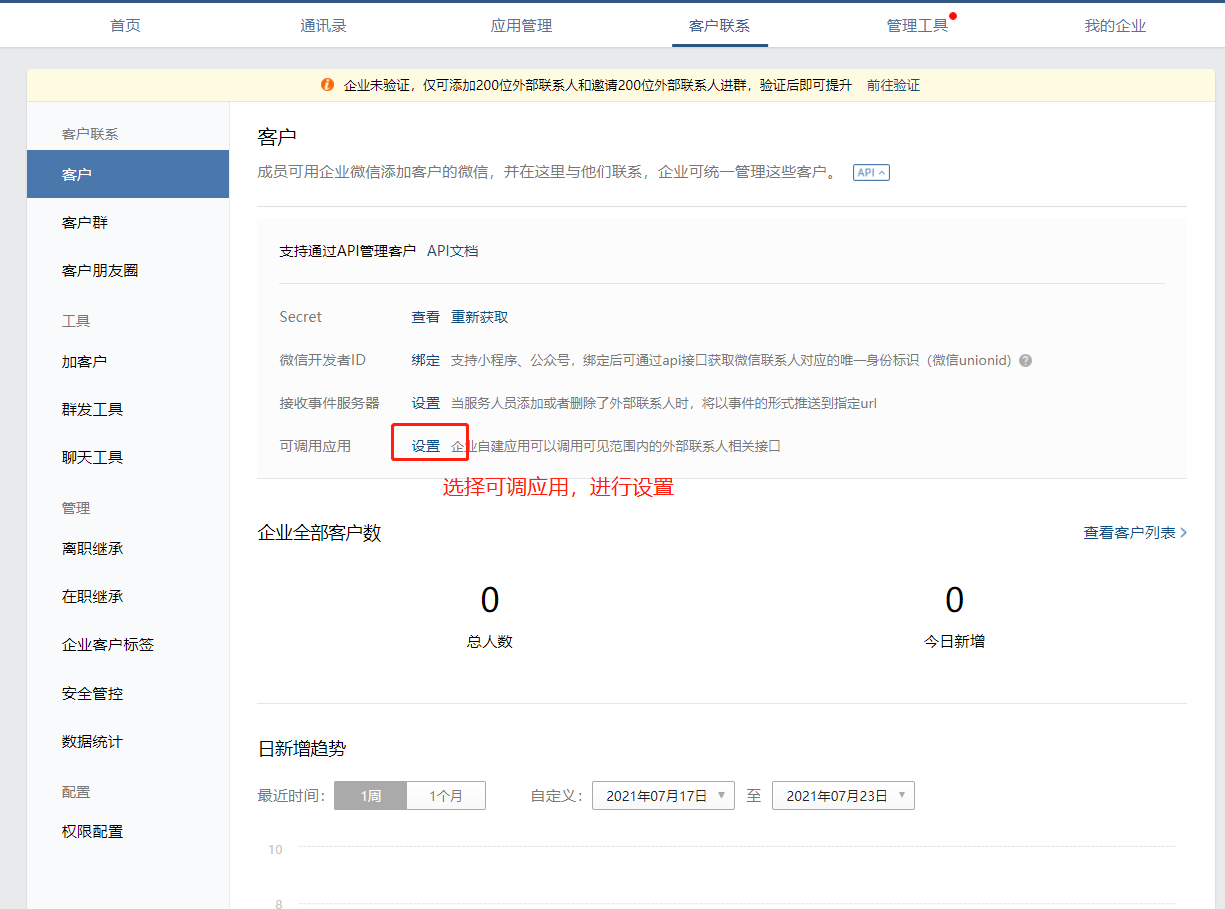 首页 通讯录 应用管理 客户联系 管理工具 我的企业
企业未验证，仅可添加200位外部联系人和邀请200位外部联系人进群，验证后即可提升 前往验证
客户联系
客户
客户群
客户朋友圈
工具
加客户
群发工具
聊天工具
管理
离职继承
在职继承
企业客户标签
安全管控
数据统计
配置
权限配置
客户
成员可用企业微信添加客户的微信，并在这里与他们联系，企业可统一管理这些客户。 API
支持通过API管理客户 API文档
Secret 查看 重新获取
微信开发者ID 绑定 支持小程序、公众号，绑定后可通过api接口获取微信联系人对应的唯一身份标识（微信unionid） ?
接收事件服务器 设置 当服务人员添加或者删除了外部联系人时，将以事件的形式推送到指定url
可调用应用 设置 企业自建应用可以调用可见范围内的外部联系人相关接口
选择可调应用，进行设置
企业全部客户数 查看客户列表
0 0
总人数 今日新增
日新增趋势
最近时间： 1周 1个月 自定义： 2021年07月17日 至 2021年07月23日
10
8